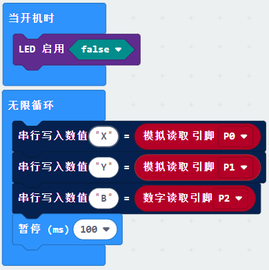 当开机时
LED 启用 false
无限循环
串行写入数值 "X" = 模拟读取 引脚 P0
串行写入数值 "Y" = 模拟读取 引脚 P1
串行写入数值 "B" = 数字读取引脚 P2
暂停 (ms) 100